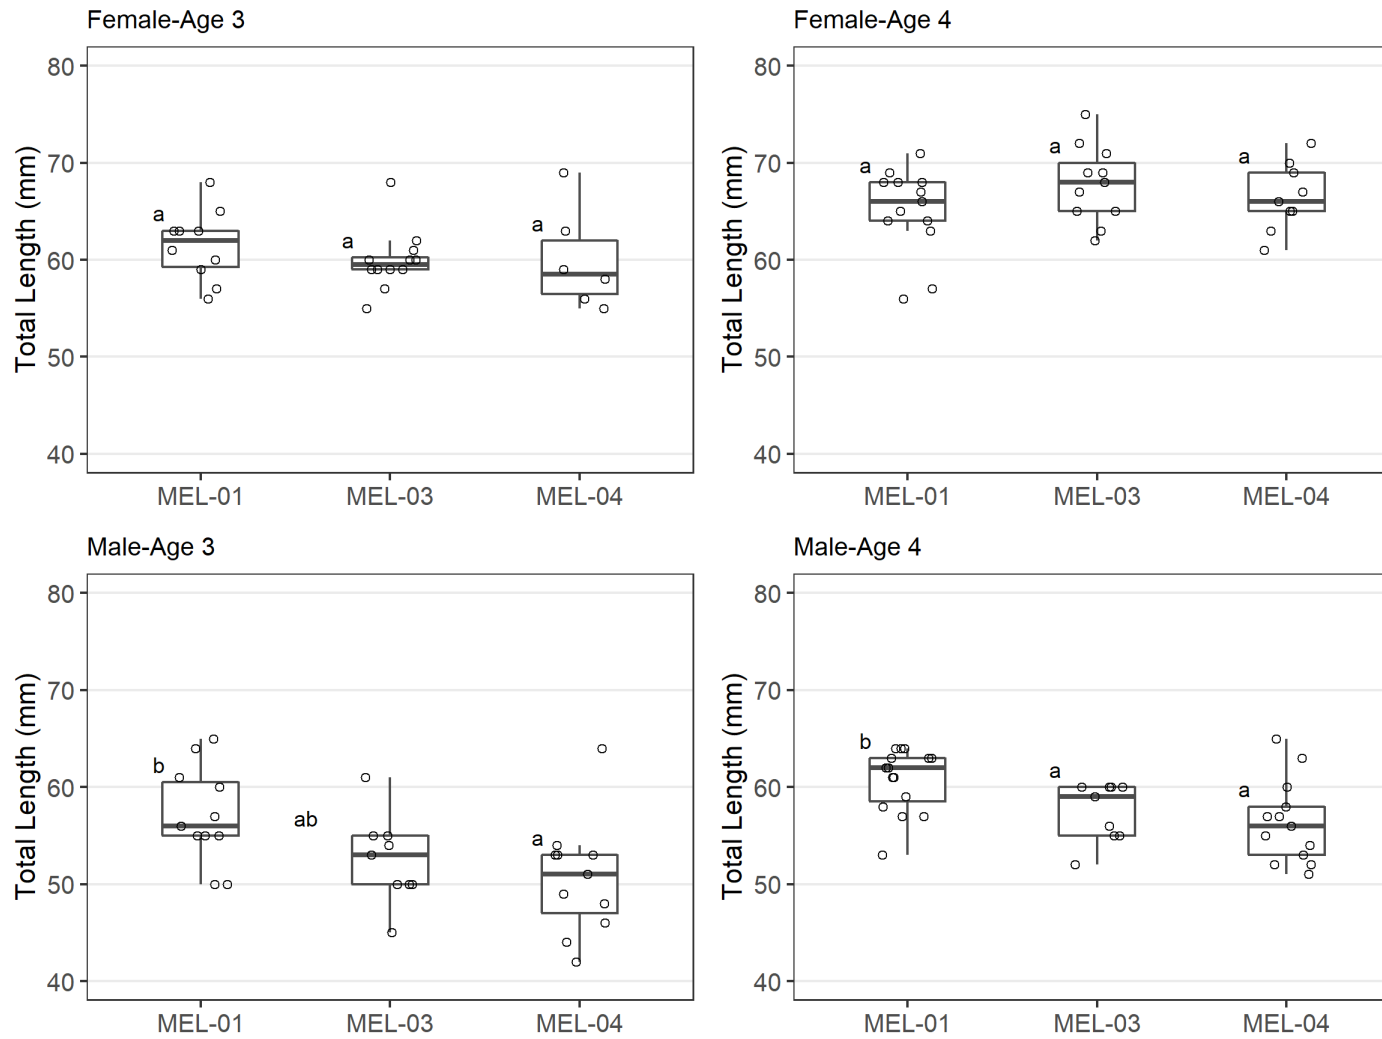 Female-Age 3
Female-Age 4
Total Length (mm)
80
70
60
50
40
a
a
a
MEL-01
MEL-03
MEL-04
Total Length (mm)
80
70
60
50
40
a
a
a
MEL-01
MEL-03
MEL-04
Male-Age 3
Male-Age 4
Total Length (mm)
80
70
60
50
40
b
ab
a
MEL-01
MEL-03
MEL-04
Total Length (mm)
80
70
60
50
40
b
a
a
MEL-01
MEL-03
MEL-04